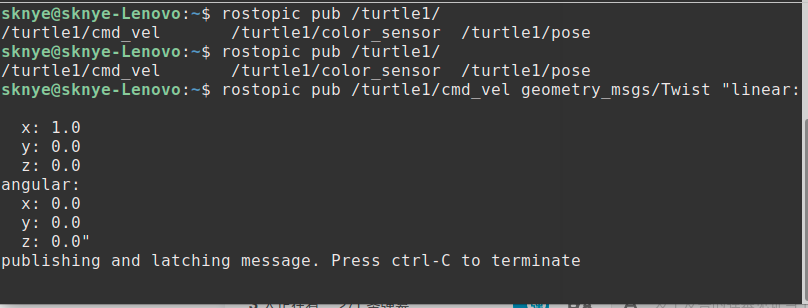 sknye@sknye-Lenovo:~$ rostopic pub /turtle1/
/turtle1/cmd_vel       /turtle1/color_sensor  /turtle1/pose
sknye@sknye-Lenovo:~$ rostopic pub /turtle1/
/turtle1/cmd_vel       /turtle1/color_sensor  /turtle1/pose
sknye@sknye-Lenovo:~$ rostopic pub /turtle1/cmd_vel geometry_msgs/Twist "linear:
  x: 1.0
  y: 0.0
  z: 0.0
angular:
  x: 0.0
  y: 0.0
  z: 0.0"
publishing and latching message. Press ctrl-C to terminate